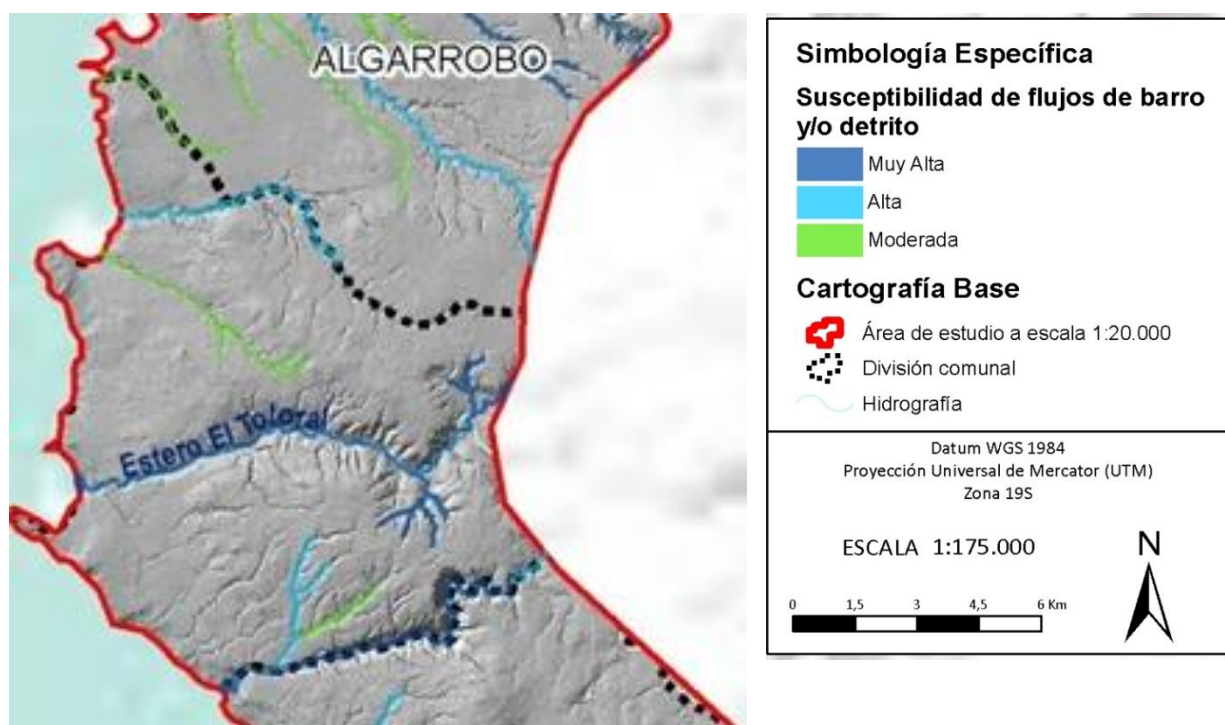 ALGARROBO
Estero El Toloral
Simbología Específica
Susceptibilidad de flujos de barro
y/o detrito
Muy Alta
Alta
Moderada
Cartografía Base
Área de estudio a escala 1:20.000
División comunal
Hidrografía
Datum WGS 1984
Proyección Universal de Mercator (UTM)
Zona 19S
ESCALA 1:175.000
N
0 1,5 3 4,5 6 Km